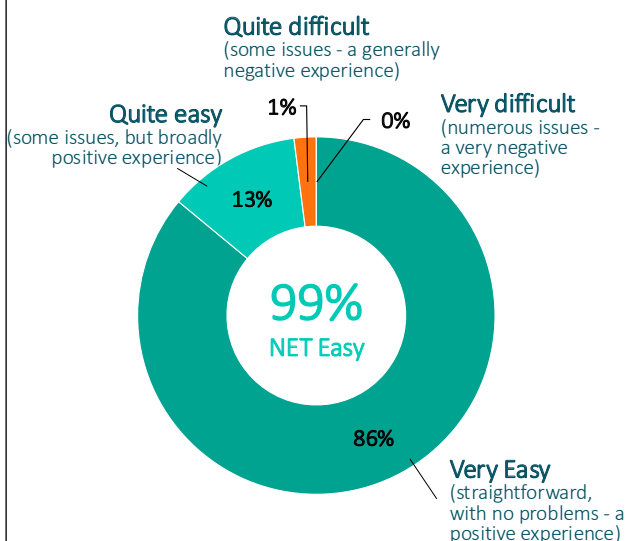 Quite difficult
(some issues - a generally
negative experience)
1%
0%
Very difficult
(numerous issues -
a very negative
experience)
Quite easy
(some issues, but broadly
positive experience)
13%
99%
NET Easy
86%
Very Easy
(straightforward,
with no problems - a
positive experience)